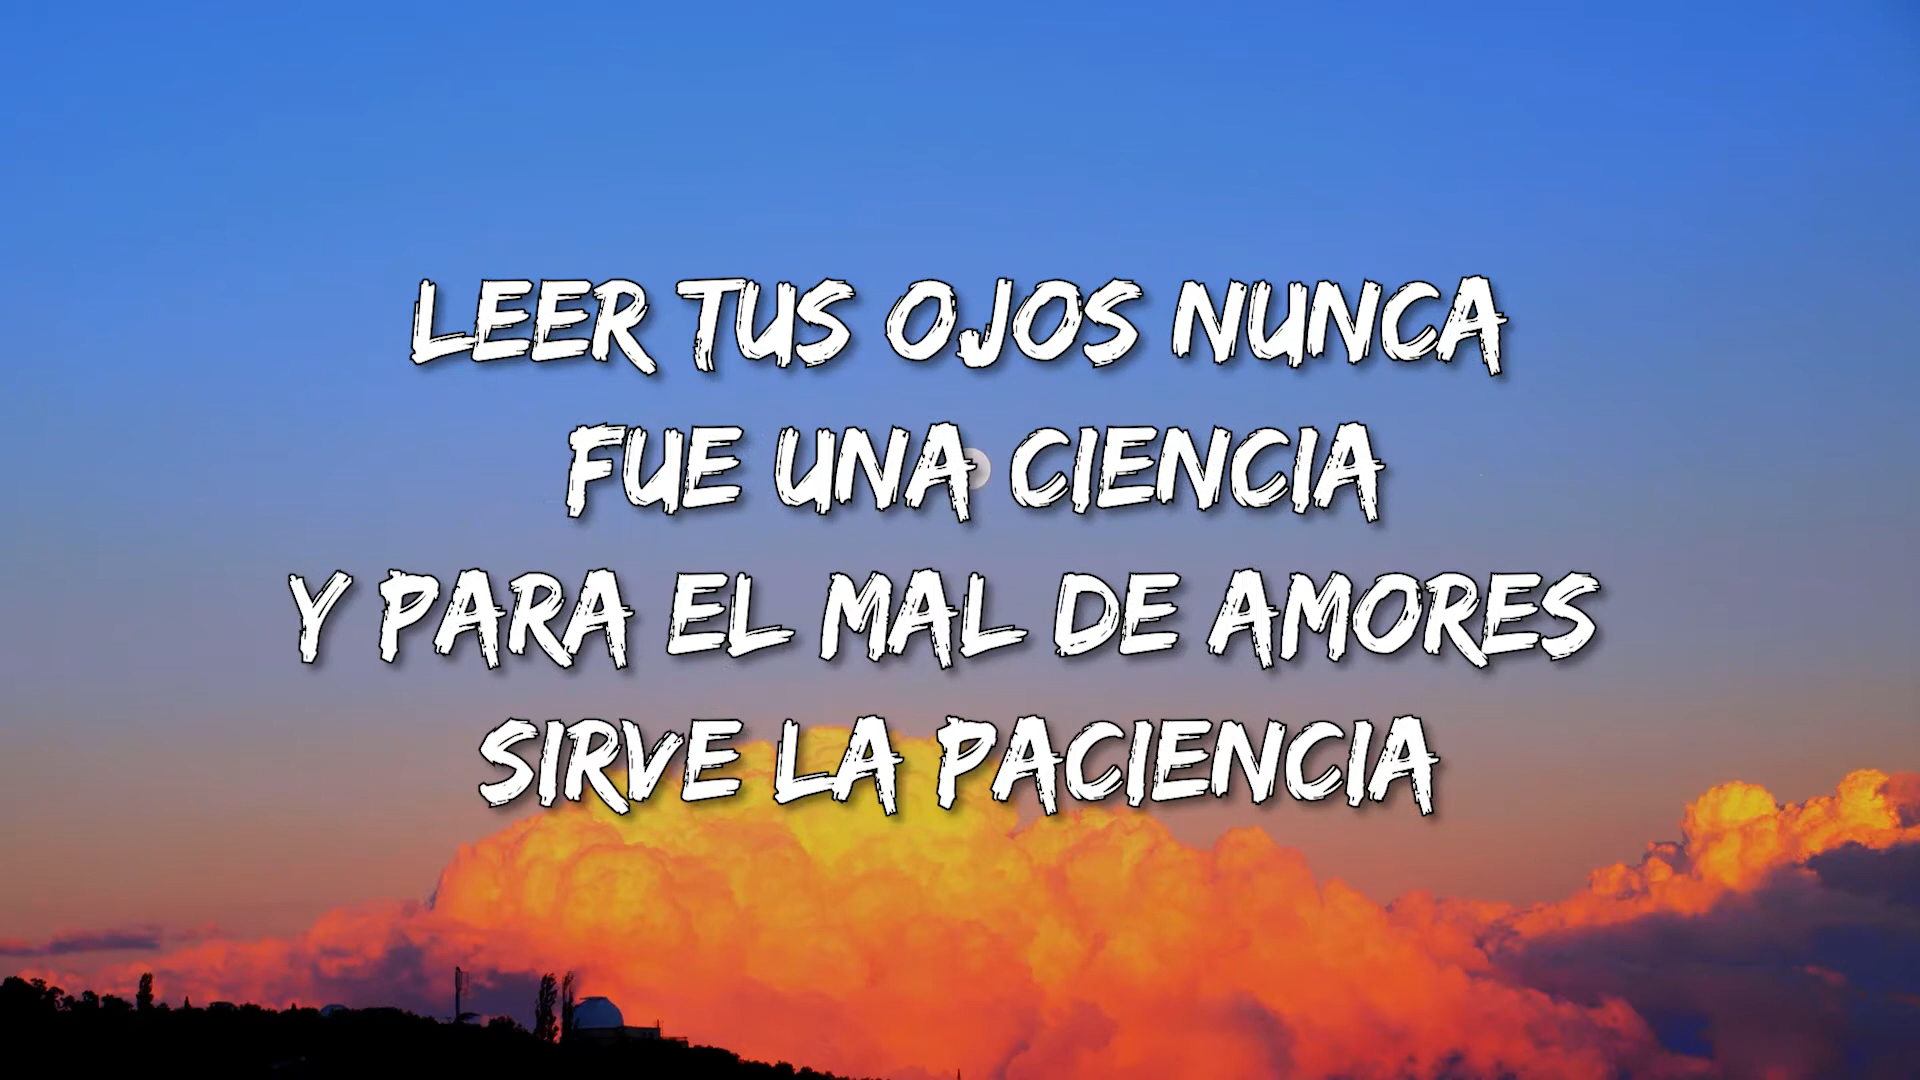 LEER TUS OJOS NUNCA
FUE UNA CIENCIA
Y PARA EL MAL DE AMORES
SIRVE LA PACIENCIA